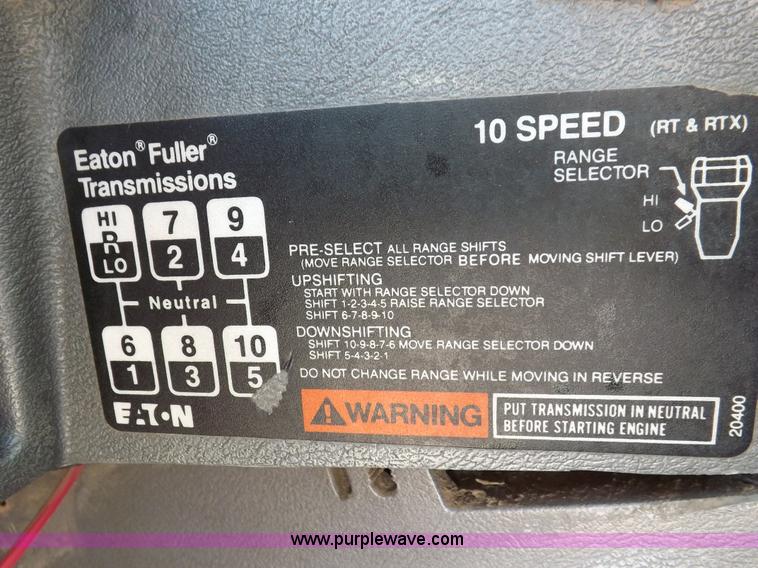 Eaton® Fuller®
Transmissions
10 SPEED (RT & RTX)
RANGE
SELECTOR
HI
LO
HI
R
LO
7
2
9
4
Neutral
6
1
8
3
10
5
PRE-SELECT ALL RANGE SHIFTS
(MOVE RANGE SELECTOR BEFORE MOVING SHIFT LEVER)
UPSHIFTING
START WITH RANGE SELECTOR DOWN
SHIFT 1-2-3-4-5 RAISE RANGE SELECTOR
SHIFT 6-7-8-9-10
DOWNSHIFTING
SHIFT 10-9-8-7-6 MOVE RANGE SELECTOR DOWN
SHIFT 5-4-3-2-1
DO NOT CHANGE RANGE WHILE MOVING IN REVERSE
EATON
WARNING
PUT TRANSMISSION IN NEUTRAL
BEFORE STARTING ENGINE
20400
www.purplewave.com